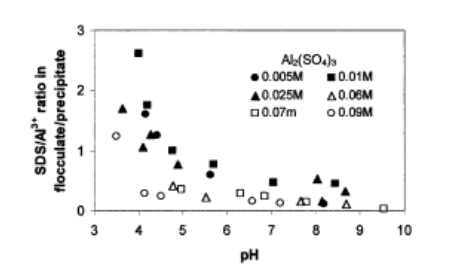 3
2
1
0
SDS/Al³⁺ ratio in
flocculate/precipitate
Al₂(SO₄)₃
● 0.005M ■ 0.01M
▲ 0.025M △ 0.06M
□ 0.07m ○ 0.09M
3 4 5 6 7 8 9 10
pH